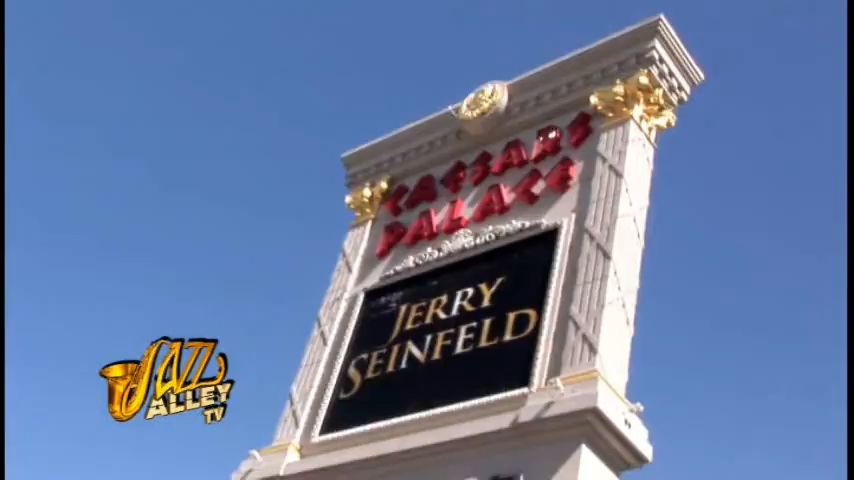 CAESARS
PALACE
JERRY
SEINFELD
JAZZ
ALLEY
TV